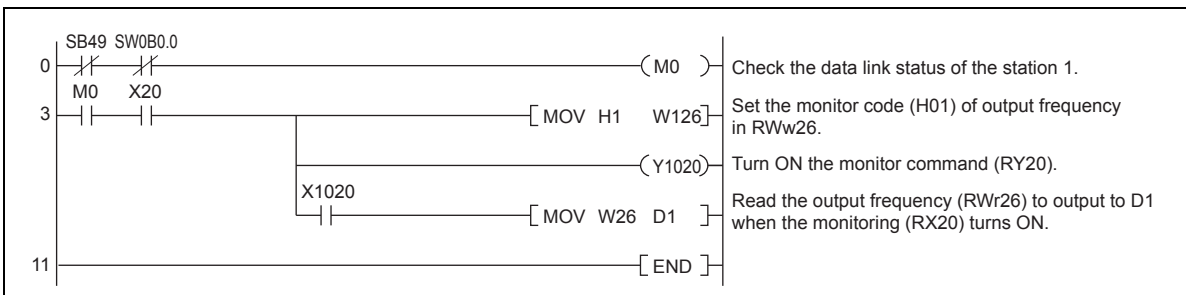 SB49 SW0B0.0
0 M0 Check the data link status of the station 1.
M0 X20
3 MOV H1 W126 Set the monitor code (H01) of output frequency
in RWw26.
Y1020 Turn ON the monitor command (RY20).
X1020
MOV W26 D1 Read the output frequency (RWr26) to output to D1
when the monitoring (RX20) turns ON.
11 END